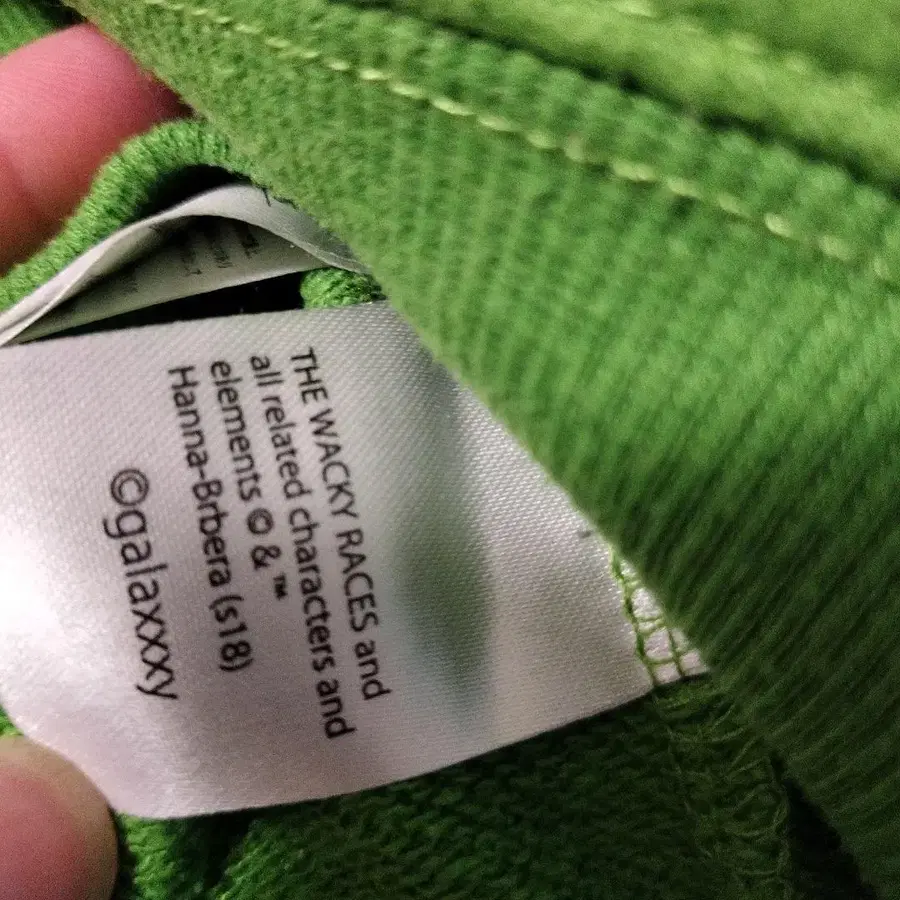 THE WACKY RACES and
all related characters and
elements © & ™
Hanna-Brbera (s18)
©galaxxxy